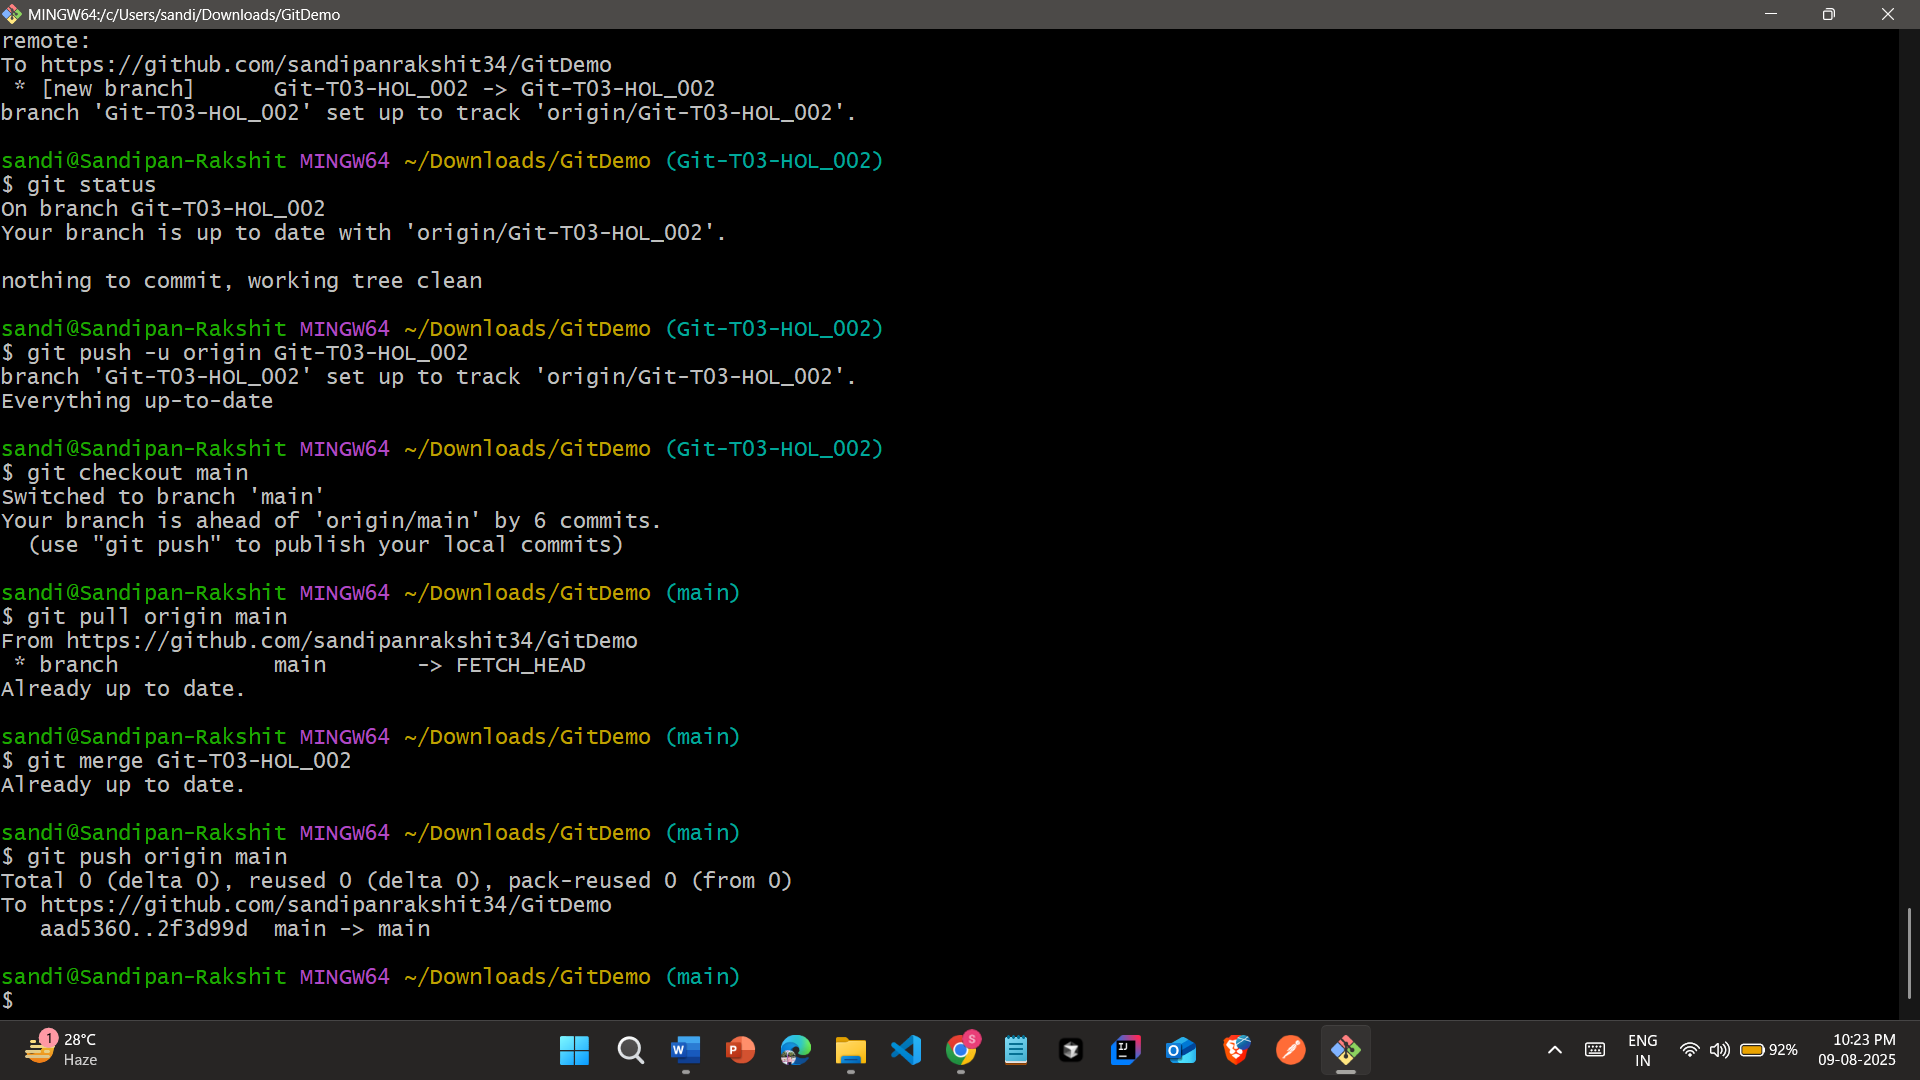 MINGW64:/c/Users/sandi/Downloads/GitDemo
remote:
To https://github.com/sandipanrakshit34/GitDemo
 * [new branch]      Git-T03-HOL_002 -> Git-T03-HOL_002
branch 'Git-T03-HOL_002' set up to track 'origin/Git-T03-HOL_002'.

sandi@Sandipan-Rakshit MINGW64 ~/Downloads/GitDemo (Git-T03-HOL_002)
$ git status
On branch Git-T03-HOL_002
Your branch is up to date with 'origin/Git-T03-HOL_002'.

nothing to commit, working tree clean

sandi@Sandipan-Rakshit MINGW64 ~/Downloads/GitDemo (Git-T03-HOL_002)
$ git push -u origin Git-T03-HOL_002
branch 'Git-T03-HOL_002' set up to track 'origin/Git-T03-HOL_002'.
Everything up-to-date

sandi@Sandipan-Rakshit MINGW64 ~/Downloads/GitDemo (Git-T03-HOL_002)
$ git checkout main
Switched to branch 'main'
Your branch is ahead of 'origin/main' by 6 commits.
  (use "git push" to publish your local commits)

sandi@Sandipan-Rakshit MINGW64 ~/Downloads/GitDemo (main)
$ git pull origin main
From https://github.com/sandipanrakshit34/GitDemo
 * branch            main       -> FETCH_HEAD
Already up to date.

sandi@Sandipan-Rakshit MINGW64 ~/Downloads/GitDemo (main)
$ git merge Git-T03-HOL_002
Already up to date.

sandi@Sandipan-Rakshit MINGW64 ~/Downloads/GitDemo (main)
$ git push origin main
Total 0 (delta 0), reused 0 (delta 0), pack-reused 0 (from 0)
To https://github.com/sandipanrakshit34/GitDemo
   aad5360..2f3d99d  main -> main

sandi@Sandipan-Rakshit MINGW64 ~/Downloads/GitDemo (main)
$
1
28°C
Haze
W
P
S
IJ
O
ENG
IN
92%
10:23 PM
09-08-2025